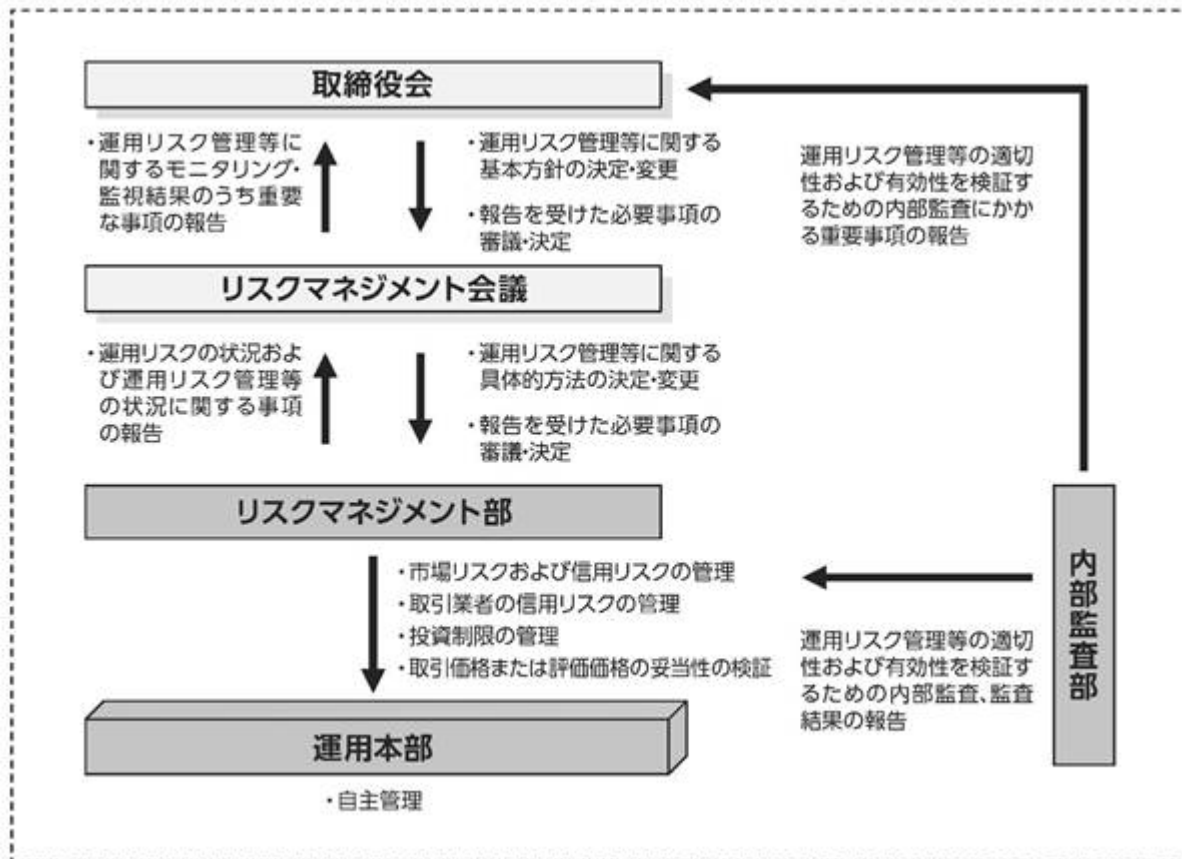 取締役会
・運用リスク管理等に
関するモニタリング・
監視結果のうち重要
な事項の報告
・運用リスク管理等に関する
基本方針の決定・変更
・報告を受けた必要事項の
審議・決定
運用リスク管理等の適切
性および有効性を検証す
るための内部監査にかか
る重要事項の報告
リスクマネジメント会議
・運用リスクの状況およ
び運用リスク管理等
の状況に関する事項
の報告
・運用リスク管理等に関する
具体的方法の決定・変更
・報告を受けた必要事項の
審議・決定
リスクマネジメント部
・市場リスクおよび信用リスクの管理
・取引業者の信用リスクの管理
・投資制限の管理
・取引価格または評価価格の妥当性の検証
運用リスク管理等の適切
性および有効性を検証す
るための内部監査、監査
結果の報告
内部監査部
運用本部
・自主管理